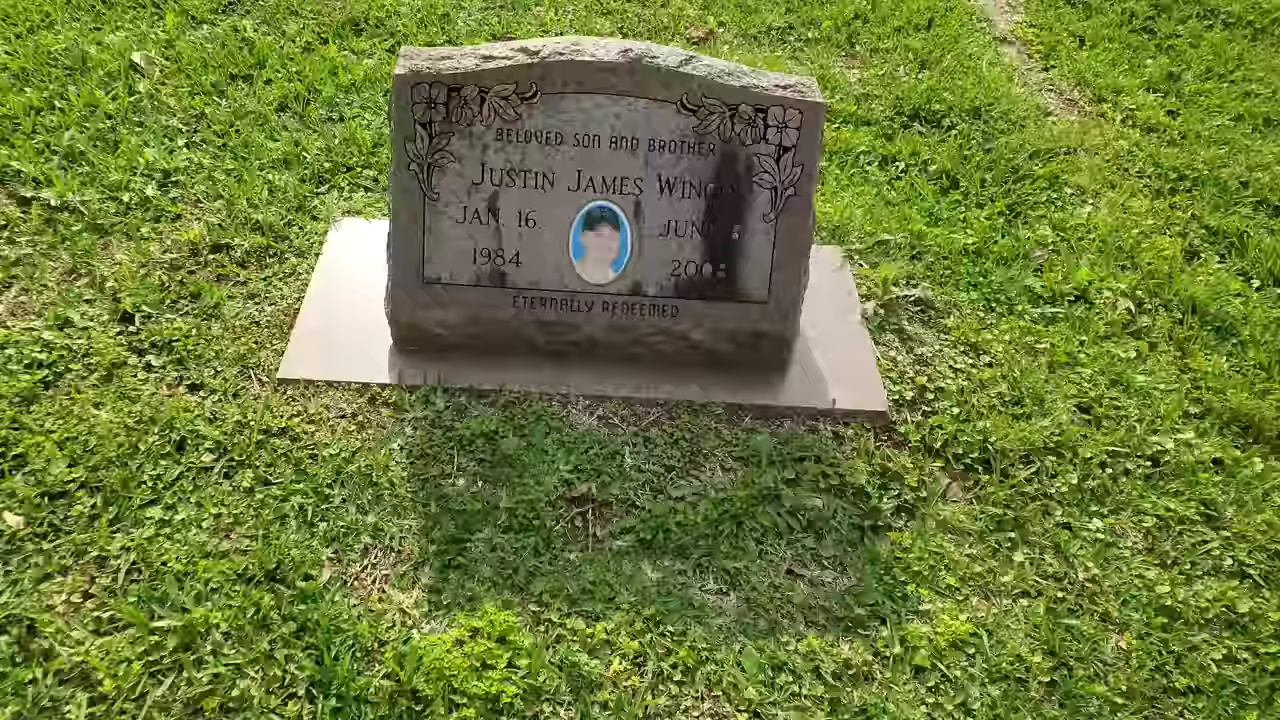 BELOVED SON AND BROTHER
JUSTIN JAMES
JAN. 16,
1984
ETERNALLY REDEEMED